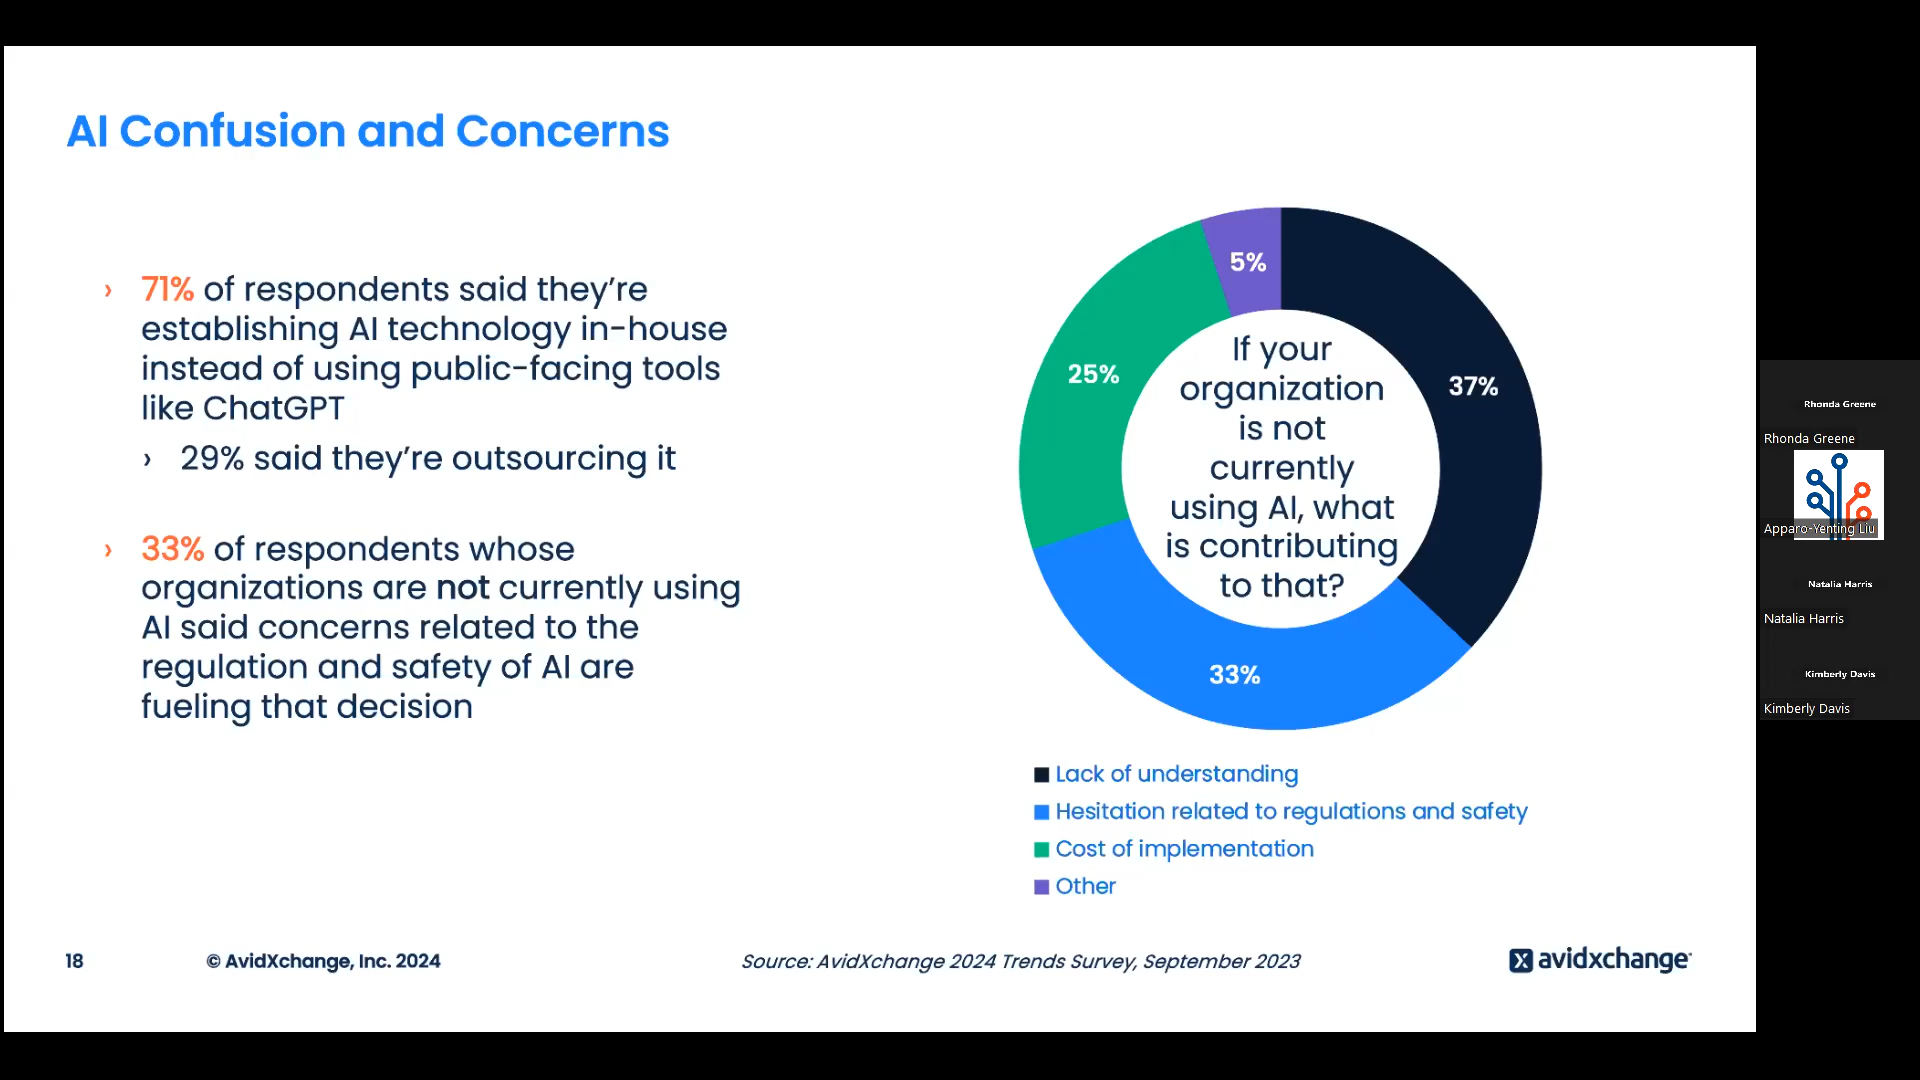 AI Confusion and Concerns
› 71% of respondents said they’re
establishing AI technology in-house
instead of using public-facing tools
like ChatGPT
› 29% said they’re outsourcing it
› 33% of respondents whose
organizations are not currently using
AI said concerns related to the
regulation and safety of AI are
fueling that decision
5%
37%
25%
33%
If your
organization
is not
currently
using AI, what
is contributing
to that?
Lack of understanding
Hesitation related to regulations and safety
Cost of implementation
Other
18
© AvidXchange, Inc. 2024
Source: AvidXchange 2024 Trends Survey, September 2023
avidxchange
Rhonda Greene
Rhonda Greene
Apparo-Yenting Liu
Natalia Harris
Natalia Harris
Kimberly Davis
Kimberly Davis